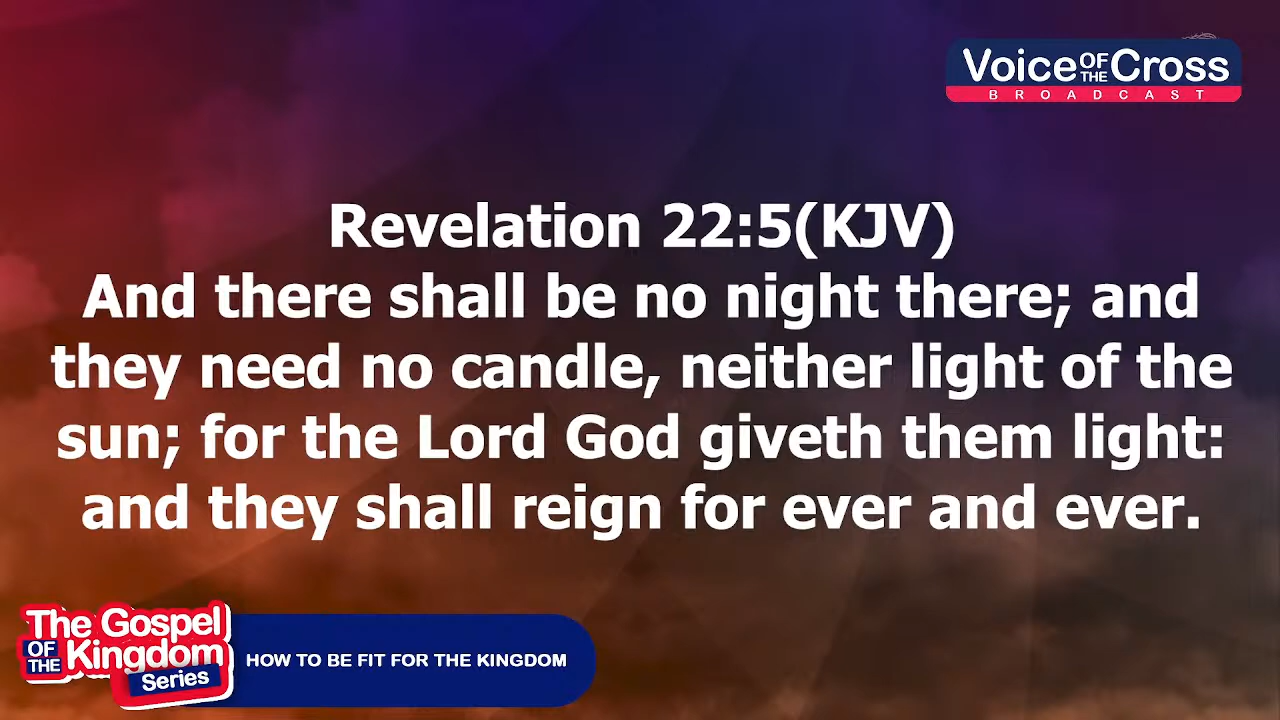 Voice OF THE Cross
BROADCAST
Revelation 22:5(KJV)
And there shall be no night there; and
they need no candle, neither light of the
sun; for the Lord God giveth them light:
and they shall reign for ever and ever.
The Gospel
OF THE Kingdom
Series
HOW TO BE FIT FOR THE KINGDOM